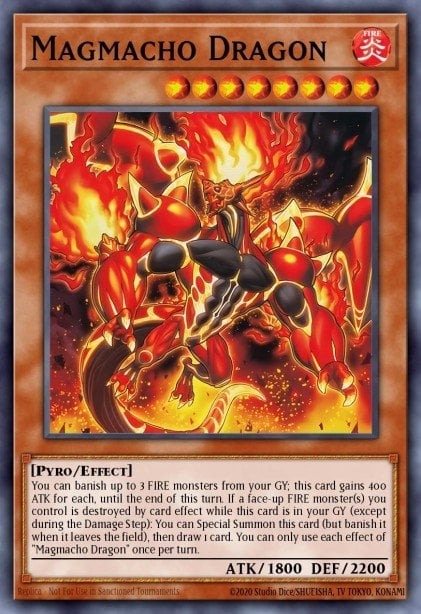 Magmacho Dragon
FIRE
炎
[Pyro/Effect]
You can banish up to 3 FIRE monsters from your GY; this card gains 400
ATK for each, until the end of this turn. If a face-up FIRE monster(s) you
control is destroyed by card effect while this card is in your GY (except
during the Damage Step): You can Special Summon this card (but banish it
when it leaves the field), then draw 1 card. You can only use each effect of
"Magmacho Dragon" once per turn.
ATK/1800 DEF/2200
Replica - Not For Use in Sanctioned Tournaments
©2020 Studio Dice/SHUEISHA, TV TOKYO, KONAMI